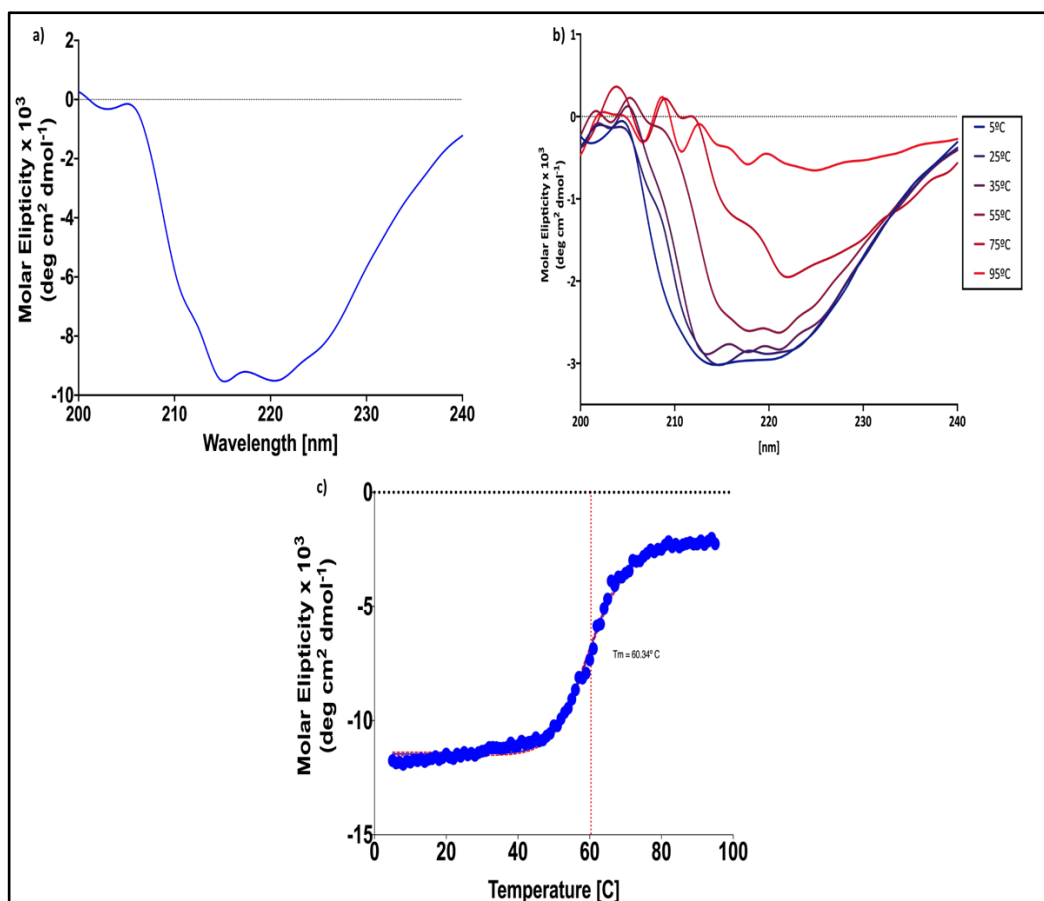 a)
2
0
-2
-4
-6
-8
-10
200
210
220
230
240
Wavelength [nm]
Molar Elipticity x 10³
(deg cm² dmol⁻¹)
b)
1
0
-1
-2
-3
200
210
220
230
240
[nm]
Molar Elipticity x 10³
(deg cm² dmol⁻¹)
5ºC
25ºC
35ºC
55ºC
75ºC
95ºC
c)
0
-5
-10
-15
0
20
40
60
80
100
Temperature [C]
Molar Elipticity x 10³
(deg cm² dmol⁻¹)
Tm = 60.34º C